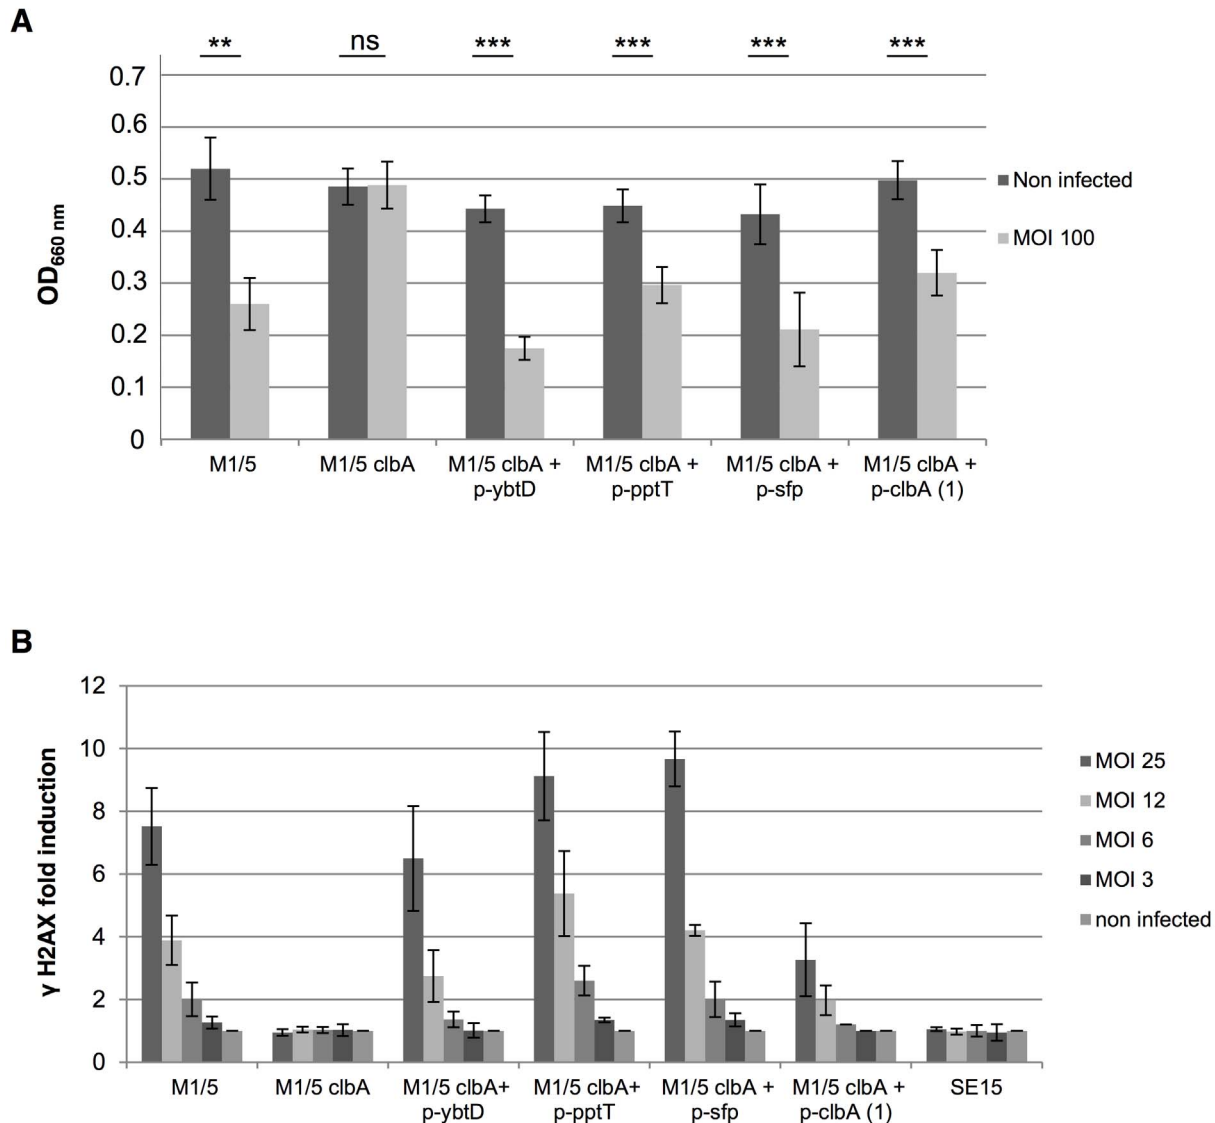 A
** ns *** *** *** ***
0.7
0.6
0.5
0.4
0.3
0.2
0.1
0
OD660 nm
Non infected
MOI 100
M1/5 M1/5 clbA M1/5 clbA + M1/5 clbA + M1/5 clbA + M1/5 clbA +
p-ybtD p-pptT p-sfp p-clbA (1)
B
12
10
8
6
4
2
0
γ H2AX fold induction
MOI 25
MOI 12
MOI 6
MOI 3
non infected
M1/5 M1/5 clbA M1/5 clbA+ M1/5 clbA+ M1/5 clbA + M1/5 clbA + SE15
p-ybtD p-pptT p-sfp p-clbA (1)